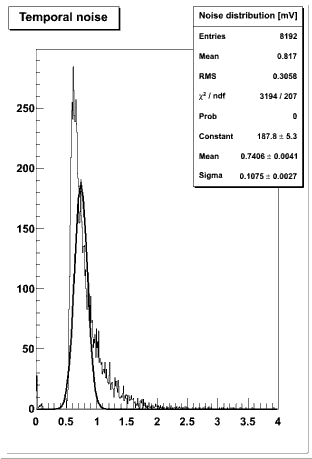 Temporal noise
Noise distribution [mV]
Entries 8192
Mean 0.817
RMS 0.3058
χ² / ndf 3194 / 207
Prob 0
Constant 187.8 ± 5.3
Mean 0.7406 ± 0.0041
Sigma 0.1075 ± 0.0027
250
200
150
100
50
0
0 0.5 1 1.5 2 2.5 3 3.5 4